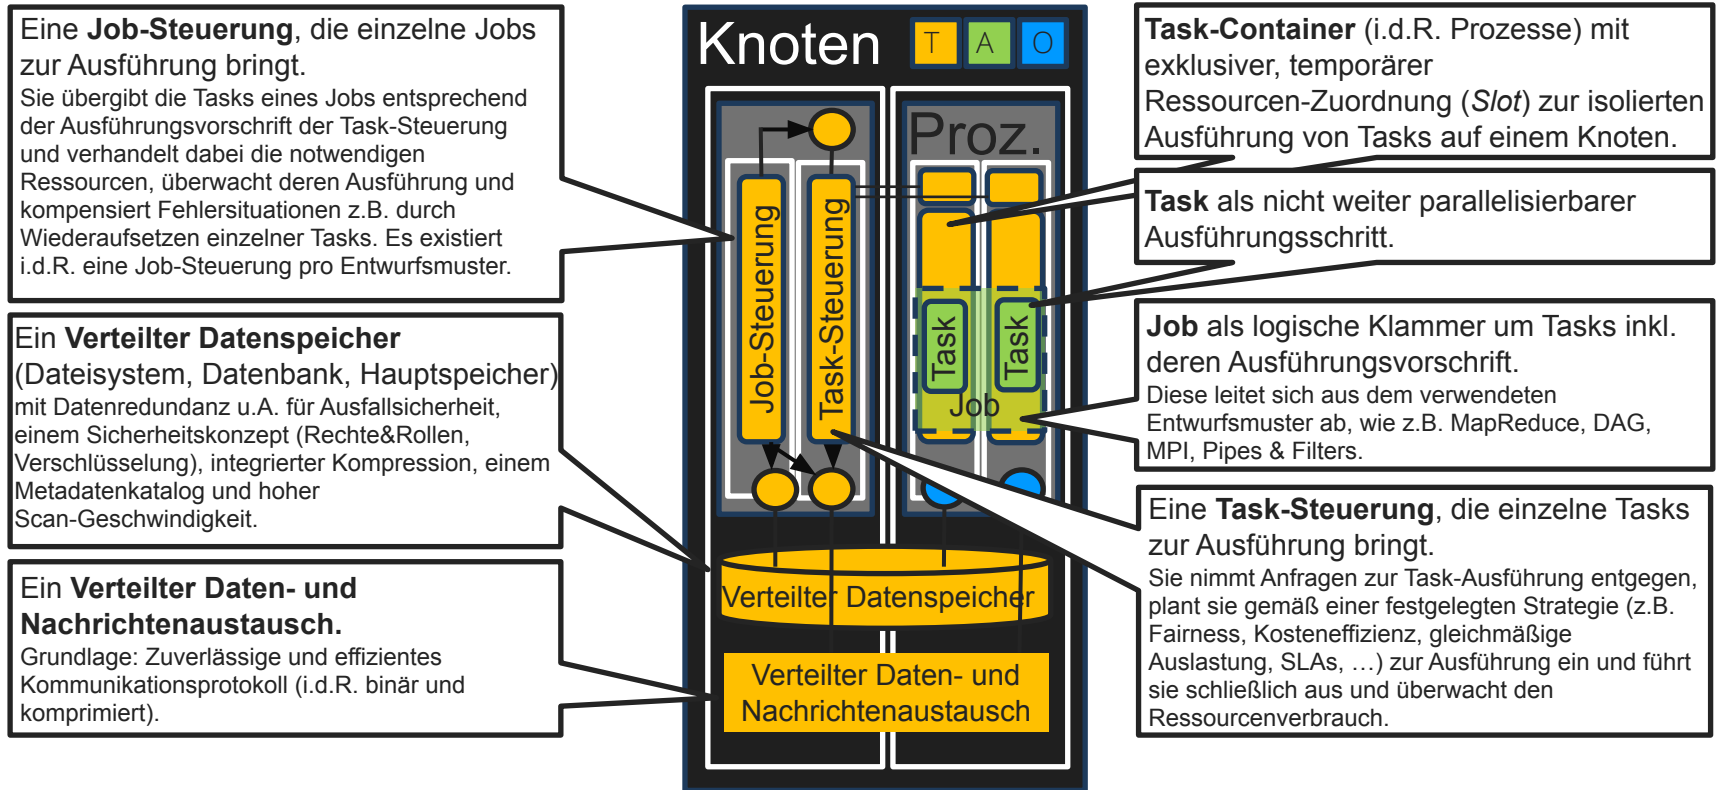 Eine Job-Steuerung, die einzelne Jobs
zur Ausführung bringt.
Sie übergibt die Tasks eines Jobs entsprechend
der Ausführungsvorschrift der Task-Steuerung
und verhandelt dabei die notwendigen
Ressourcen, überwacht deren Ausführung und
kompensiert Fehlersituationen z.B. durch
Wiederaufsetzen einzelner Tasks. Es existiert
i.d.R. eine Job-Steuerung pro Entwurfsmuster.
Ein Verteilter Datenspeicher
(Dateisystem, Datenbank, Hauptspeicher)
mit Datenredundanz u.A. für Ausfallsicherheit,
einem Sicherheitskonzept (Rechte&Rollen,
Verschlüsselung), integrierter Kompression, einem
Metadatenkatalog und hoher
Scan-Geschwindigkeit.
Ein Verteilter Daten- und
Nachrichtenaustausch.
Grundlage: Zuverlässige und effizientes
Kommunikationsprotokoll (i.d.R. binär und
komprimiert).
Knoten
T A O
Proz.
Job-Steuerung
Task-Steuerung
Task
Task
Job
Verteilter Datenspeicher
Verteilter Daten- und
Nachrichtenaustausch
Task-Container (i.d.R. Prozesse) mit
exklusiver, temporärer
Ressourcen-Zuordnung (Slot) zur isolierten
Ausführung von Tasks auf einem Knoten.
Task als nicht weiter parallelisierbarer
Ausführungsschritt.
Job als logische Klammer um Tasks inkl.
deren Ausführungsvorschrift.
Diese leitet sich aus dem verwendeten
Entwurfsmuster ab, wie z.B. MapReduce, DAG,
MPI, Pipes & Filters.
Eine Task-Steuerung, die einzelne Tasks
zur Ausführung bringt.
Sie nimmt Anfragen zur Task-Ausführung entgegen,
plant sie gemäß einer festgelegten Strategie (z.B.
Fairness, Kosteneffizienz, gleichmäßige
Auslastung, SLAs, …) zur Ausführung ein und führt
sie schließlich aus und überwacht den
Ressourcenverbrauch.